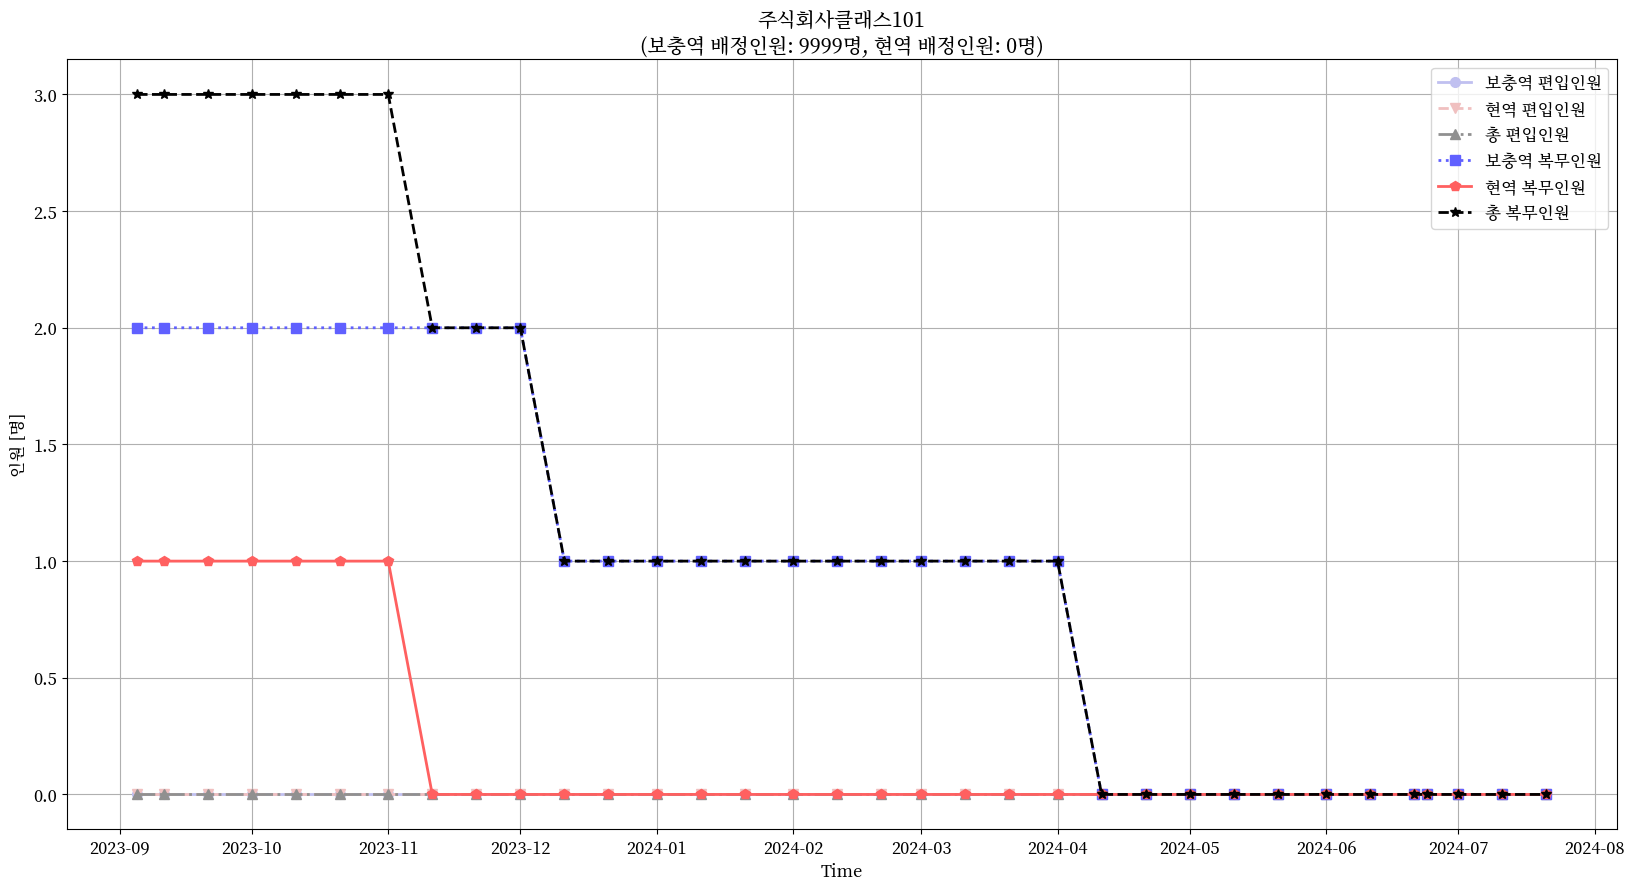 주식회사클래스101
(보충역 배정인원: 9999명, 현역 배정인원: 0명)
보충역 편입인원
현역 편입인원
총 편입인원
보충역 복무인원
현역 복무인원
총 복무인원
인원 [명]
3.0
2.5
2.0
1.5
1.0
0.5
0.0
2023-09
2023-10
2023-11
2023-12
2024-01
2024-02
2024-03
2024-04
2024-05
2024-06
2024-07
2024-08
Time